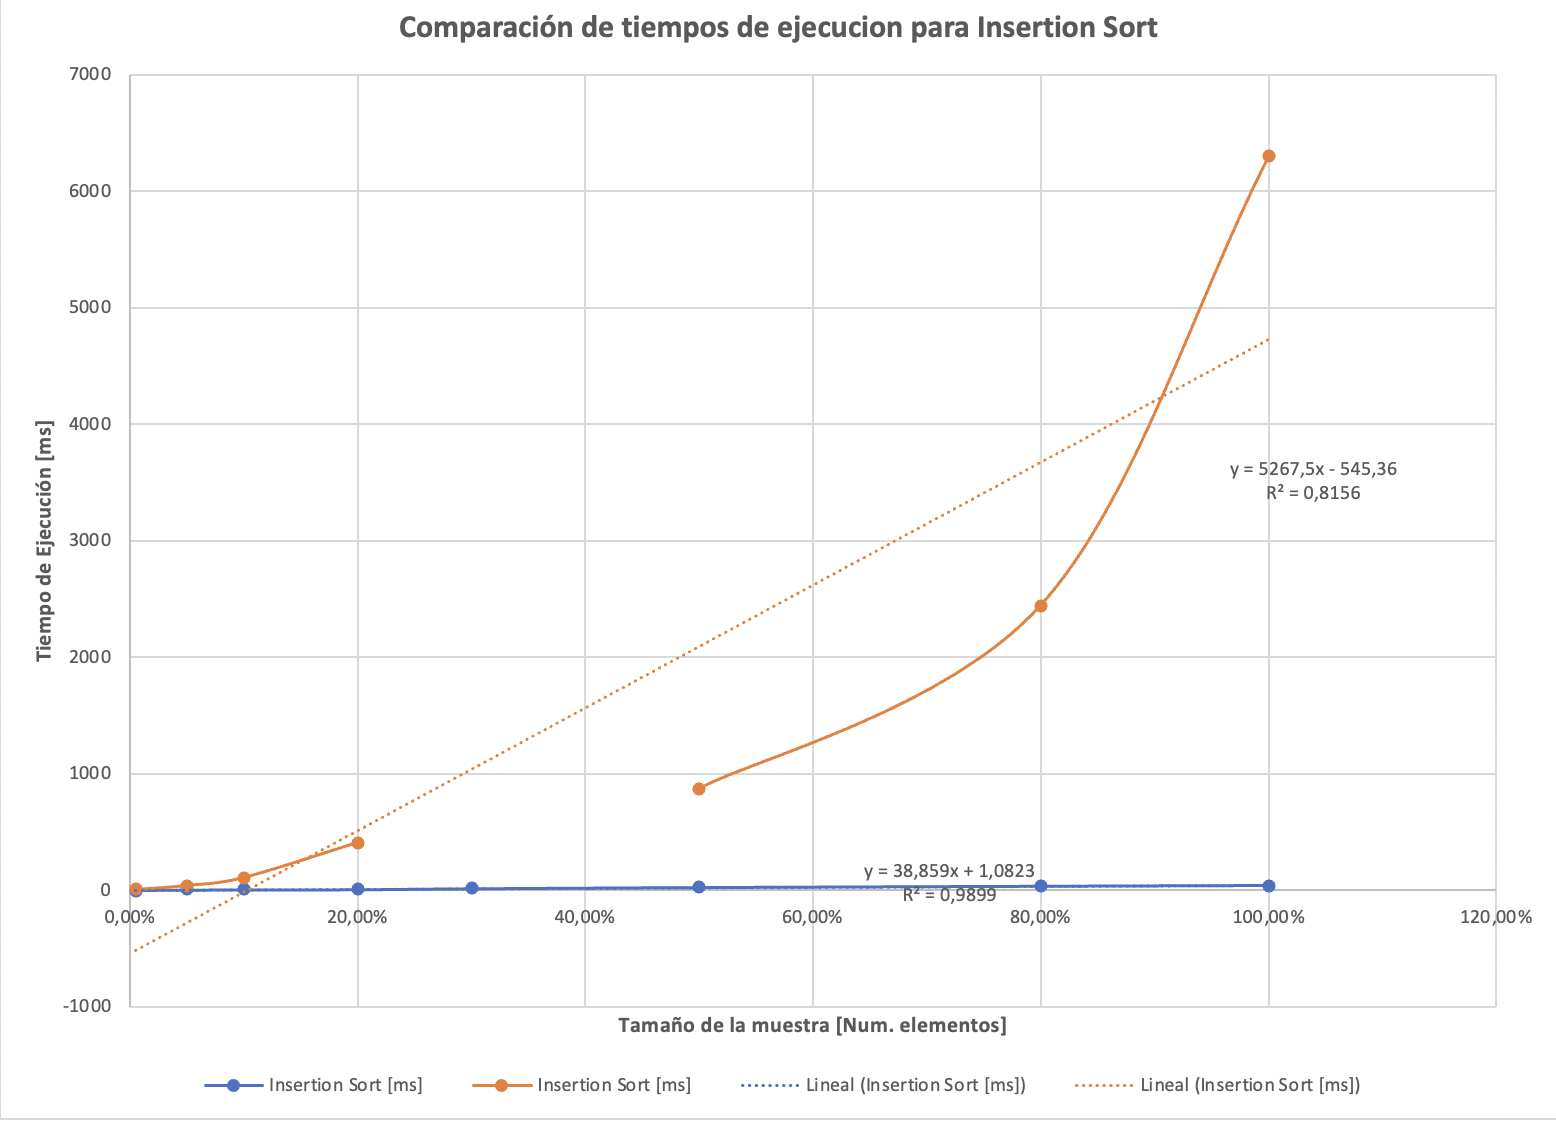 Comparación de tiempos de ejecucion para Insertion Sort
7000
6000
5000
4000
3000
2000
1000
0
-1000
Tiempo de Ejecución [ms]
y = 5267,5x - 545,36
R² = 0,8156
y = 38,859x + 1,0823
R² = 0,9899
0,00% 20,00% 40,00% 60,00% 80,00% 100,00% 120,00%
Tamaño de la muestra [Num. elementos]
Insertion Sort [ms] Insertion Sort [ms] Lineal (Insertion Sort [ms]) Lineal (Insertion Sort [ms])